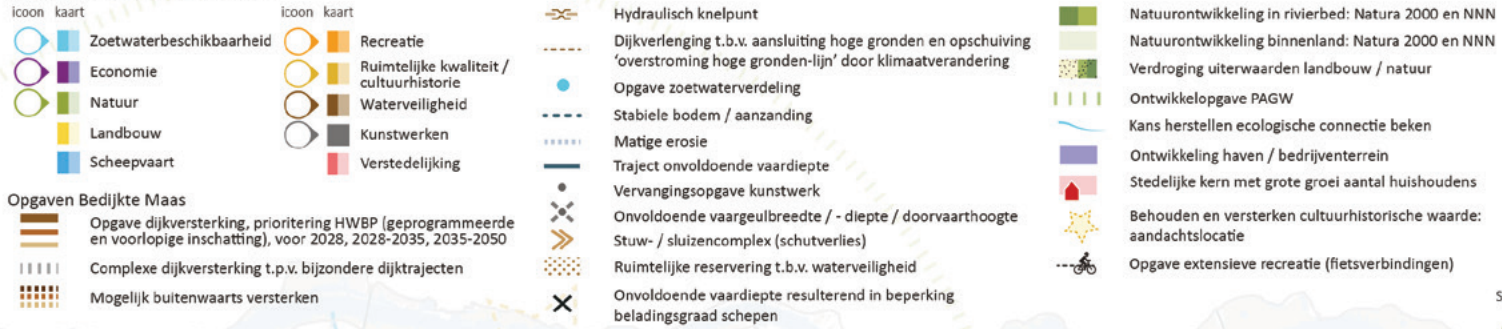 icoon kaart
Zoetwaterbeschikbaarheid
Economie
Natuur
Landbouw
Scheepvaart
icoon kaart
Recreatie
Ruimtelijke kwaliteit /
cultuurhistorie
Waterveiligheid
Kunstwerken
Verstedelijking
Opgaven Bedijkte Maas
Opgave dijkversterking, prioritering HWBP (geprogrammeerde
en voorlopige inschatting), voor 2028, 2028-2035, 2035-2050
Complexe dijkversterking t.p.v. bijzondere dijktrajecten
Mogelijk buitenwaarts versterken
Hydraulisch knelpunt
Dijkverlenging t.b.v. aansluiting hoge gronden en opschuiving
‘overstroming hoge gronden-lijn’ door klimaatverandering
Opgave zoetwaterverdeling
Stabiele bodem / aanzanding
Matige erosie
Traject onvoldoende vaardiepte
Vervangingsopgave kunstwerk
Onvoldoende vaargeulbreedte / - diepte / doorvaarthoogte
Stuw- / sluizencomplex (schutverlies)
Ruimtelijke reservering t.b.v. waterveiligheid
Onvoldoende vaardiepte resulterend in beperking
beladingsgraad schepen
Natuurontwikkeling in rivierbed: Natura 2000 en NNN
Natuurontwikkeling binnenland: Natura 2000 en NNN
Verdroging uiterwaarden landbouw / natuur
Ontwikkelopgave PAGW
Kans herstellen ecologische connectie beken
Ontwikkeling haven / bedrijventerrein
Stedelijke kern met grote groei aantal huishoudens
Behouden en versterken cultuurhistorische waarde:
aandachtslocatie
Opgave extensieve recreatie (fietsverbindingen)
S